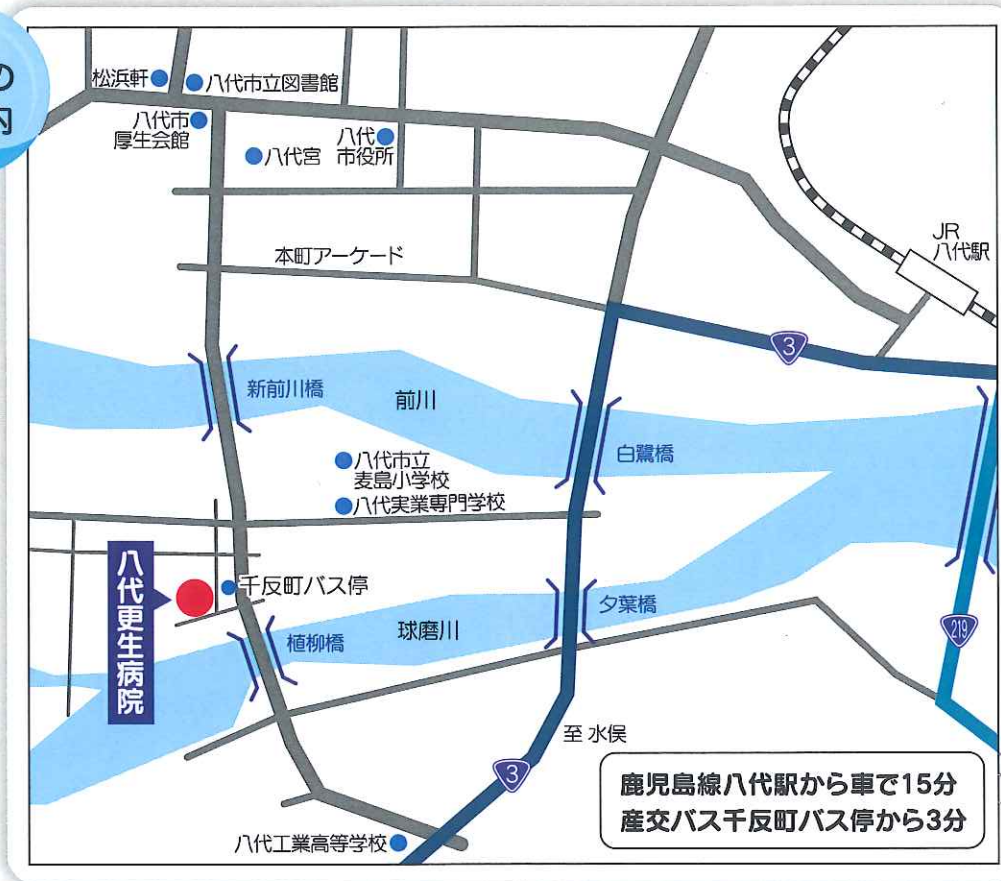 の
内
松浜軒
八代市立図書館
八代市
厚生会館
八代宮
八代
市役所
本町アーケード
JR
八代駅
3
新前川橋
前川
白鷺橋
八代市立
麦島小学校
八代実業専門学校
千反町バス停
八代更生病院
植柳橋
球磨川
夕葉橋
219
至 水俣
3
八代工業高等学校
鹿児島線八代駅から車で15分
産交バス千反町バス停から3分